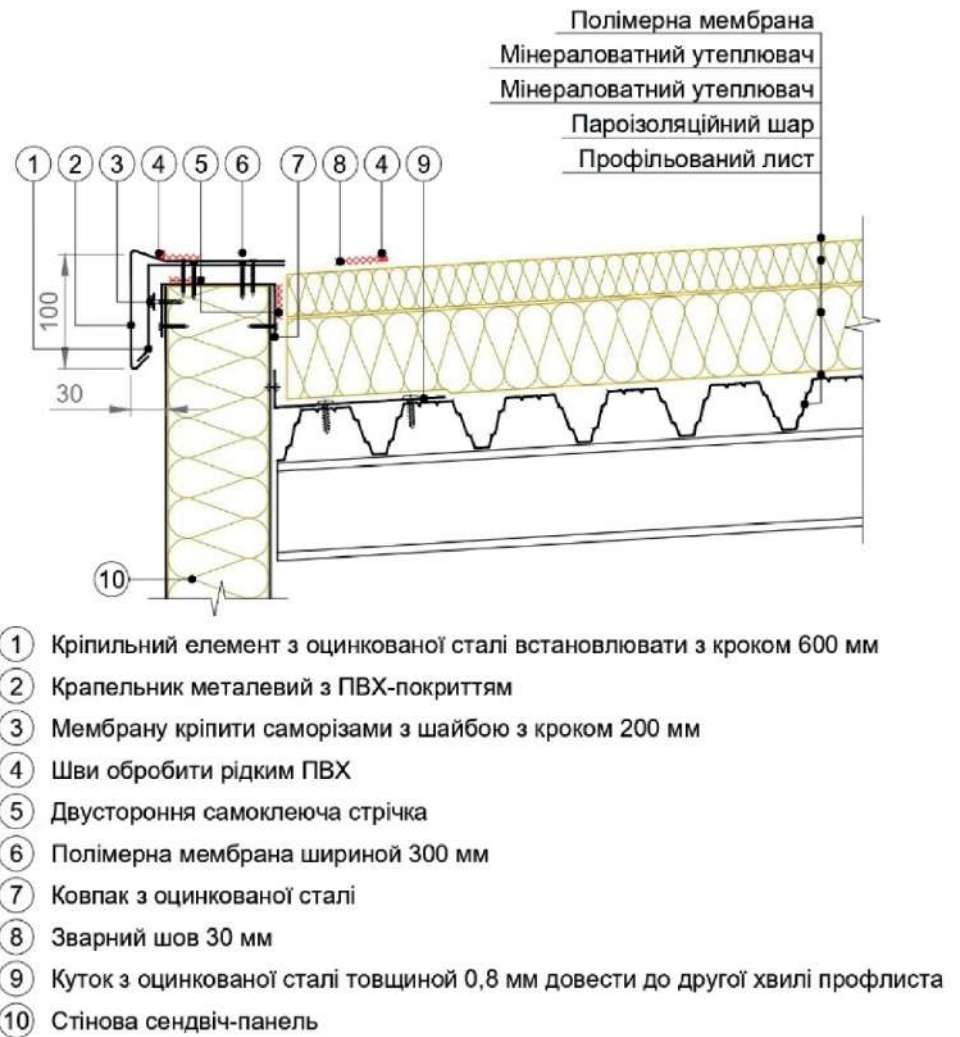 Полімерна мембрана
Мінераловатний утеплювач
Мінераловатний утеплювач
Пароізоляційний шар
Профільований лист
1 2 3 4 5 6 7 8 4 9
100
30
10
1 Кріпильний елемент з оцинкованої сталі встановлювати з кроком 600 мм
2 Крапельник металевий з ПВХ-покриттям
3 Мембрану кріпити саморізами з шайбою з кроком 200 мм
4 Шви обробити рідким ПВХ
5 Двустороння самоклеюча стрічка
6 Полімерна мембрана шириной 300 мм
7 Ковпак з оцинкованої сталі
8 Зварний шов 30 мм
9 Куток з оцинкованої сталі товщиной 0,8 мм довести до другої хвилі профлиста
10 Стінова сендвіч-панель